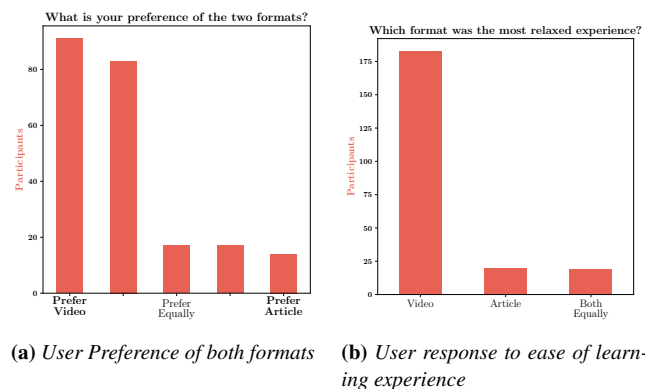 What is your preference of the two formats?
Participants
80
60
40
20
0
Prefer
Video
Prefer
Equally
Prefer
Article
(a) User Preference of both formats
Which format was the most relaxed experience?
Participants
175
150
125
100
75
50
25
0
Video
Article
Both
Equally
(b) User response to ease of learn-
ing experience